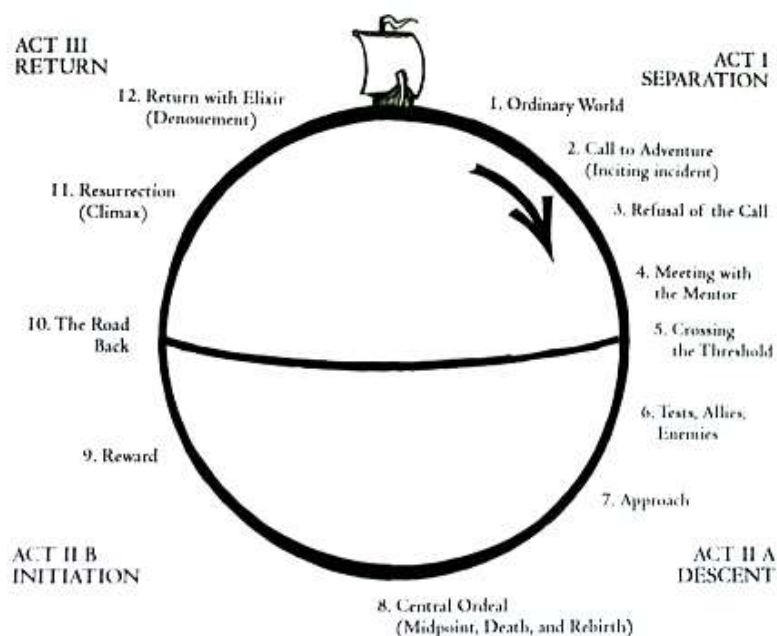 ACT III
RETURN
ACT I
SEPARATION
12. Return with Elixir
(Denouement)
1. Ordinary World
2. Call to Adventure
(Inciting incident)
11. Resurrection
(Climax)
3. Refusal of the Call
4. Meeting with
the Mentor
10. The Road
Back
5. Crossing
the Threshold
6. Tests, Allies,
Enemies
9. Reward
7. Approach
ACT II B
INITIATION
ACT II A
DESCENT
8. Central Ordeal
(Midpoint, Death, and Rebirth)